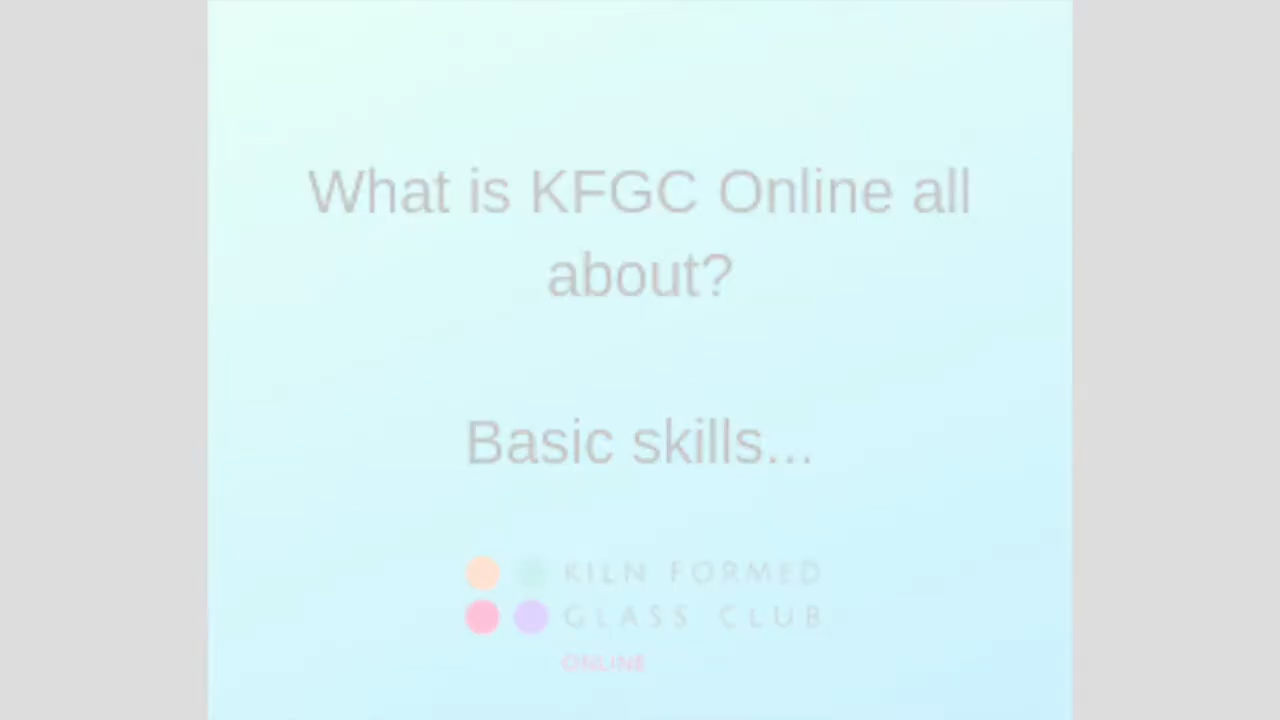 What is KFGC Online all
about?
Basic skills...
KILN FORMED
GLASS CLUB
ONLINE